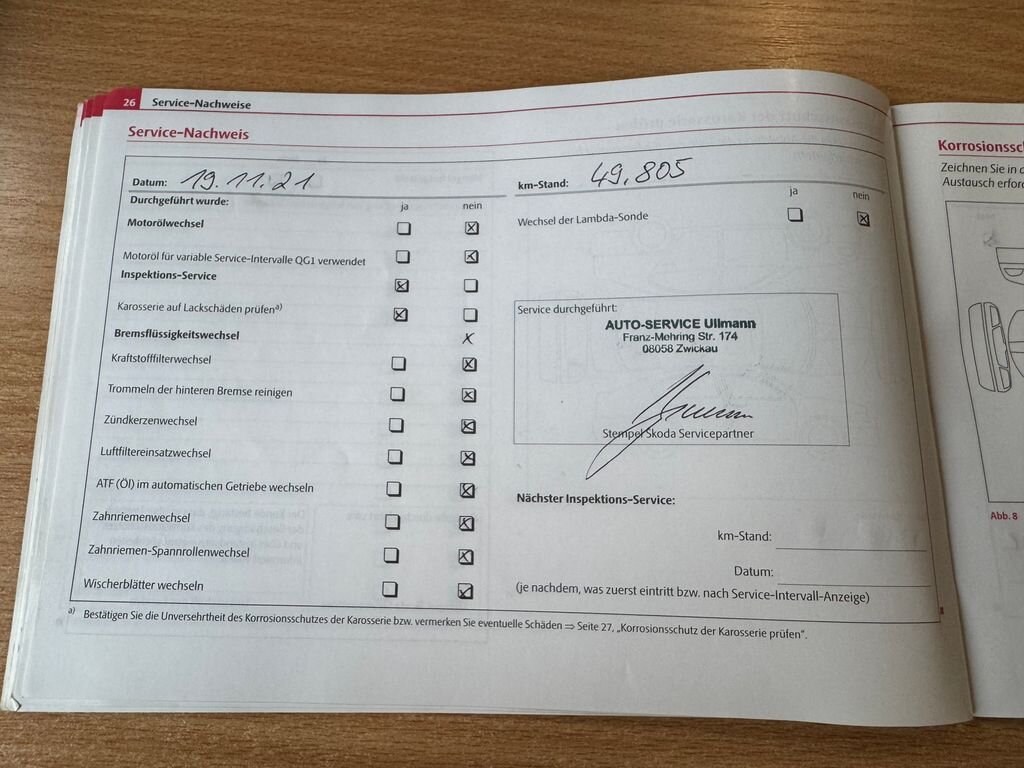 26 Service-Nachweise
Service-Nachweis
Datum: 19.11.21
Durchgeführt wurde: ja nein
Motorölwechsel
Motoröl für variable Service-Intervalle QG1 verwendet
Inspektions-Service
Karosserie auf Lackschäden prüfen a)
Bremsflüssigkeitswechsel
Kraftstofffilterwechsel
Trommeln der hinteren Bremse reinigen
Zündkerzenwechsel
Luftfiltereinsatzwechsel
ATF (Öl) im automatischen Getriebe wechseln
Zahnriemenwechsel
Zahnriemen-Spannrollenwechsel
Wischerblätter wechseln
km-Stand: 49.805
ja nein
Wechsel der Lambda-Sonde
Service durchgeführt:
AUTO-SERVICE Ullmann
Franz-Mehring Str. 174
08058 Zwickau
Stempel Skoda Servicepartner
Nächster Inspektions-Service:
km-Stand:
Datum:
(je nachdem, was zuerst eintritt bzw. nach Service-Intervall-Anzeige)
a) Bestätigen Sie die Unversehrtheit des Korrosionsschutzes der Karosserie bzw. vermerken Sie eventuelle Schäden ⇒ Seite 27, „Korrosionsschutz der Karosserie prüfen“.
Zeichnen Sie in
Austausch
Abb. 8